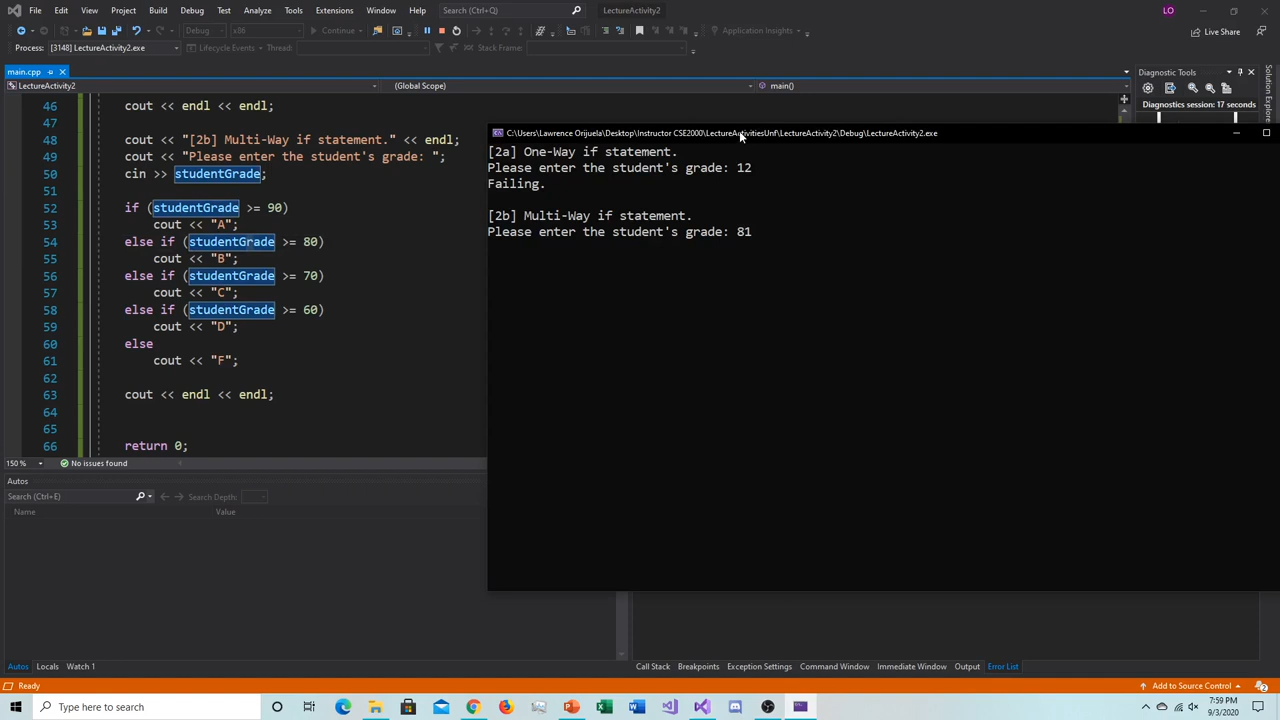 File Edit View Project Build Debug Test Analyze Tools Extensions Window Help Search (Ctrl+Q) LectureActivity2 LO
Debug x86 Continue Application Insights Live Share
Process: [3148] LectureActivity2.exe Lifecycle Events Thread: Stack Frame:
main.cpp
LectureActivity2 (Global Scope) main()
Diagnostic Tools
Diagnostics session: 17 seconds
Solution Explorer
46 cout << endl << endl;
47
48 cout << "[2b] Multi-Way if statement." << endl;
49 cout << "Please enter the student's grade: ";
50 cin >> studentGrade;
51
52 if (studentGrade >= 90)
53 cout << "A";
54 else if (studentGrade >= 80)
55 cout << "B";
56 else if (studentGrade >= 70)
57 cout << "C";
58 else if (studentGrade >= 60)
59 cout << "D";
60 else
61 cout << "F";
62
63 cout << endl << endl;
64
65
66 return 0;
150 % No issues found
C:\Users\Lawrence Orijuela\Desktop\Instructor CSE2000\LectureActivitiesUnf\LectureActivity2\Debug\LectureActivity2.exe
[2a] One-Way if statement.
Please enter the student's grade: 12
Failing.
[2b] Multi-Way if statement.
Please enter the student's grade: 81
Autos
Search (Ctrl+E) Search Depth:
Name Value
Autos Locals Watch 1
Call Stack Breakpoints Exception Settings Command Window Immediate Window Output Error List
Ready Add to Source Control 2
Type here to search
7:59 PM
9/3/2020
2